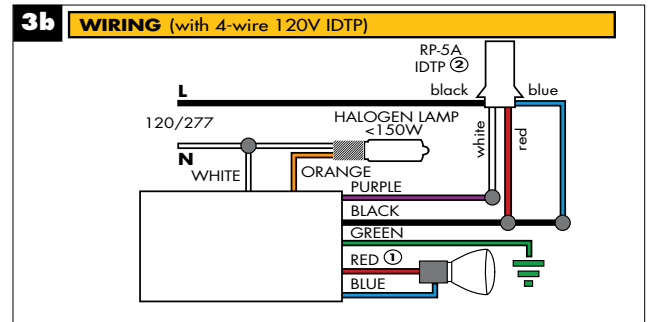 3b WIRING (with 4-wire 120V IDTP)
RP-5A
IDTP ②
black blue
L
120/277
HALOGEN LAMP
<150W
white
red
N
WHITE
ORANGE
PURPLE
BLACK
GREEN
RED ①
BLUE